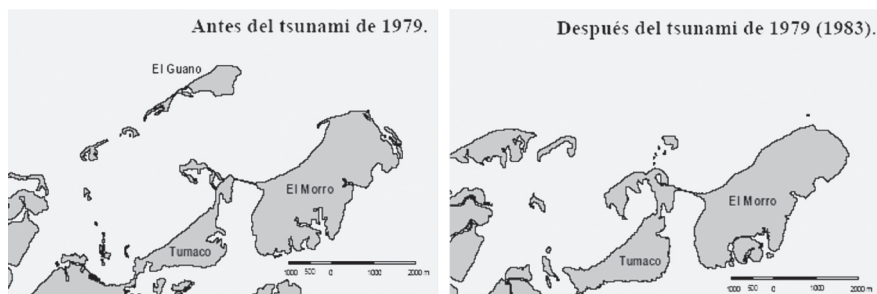 Antes del tsunami de 1979.
El Guano
El Morro
Tumaco
1000 500 0 1000 2000 m
Después del tsunami de 1979 (1983).
El Morro
Tumaco
1000 500 0 1000 2000 m